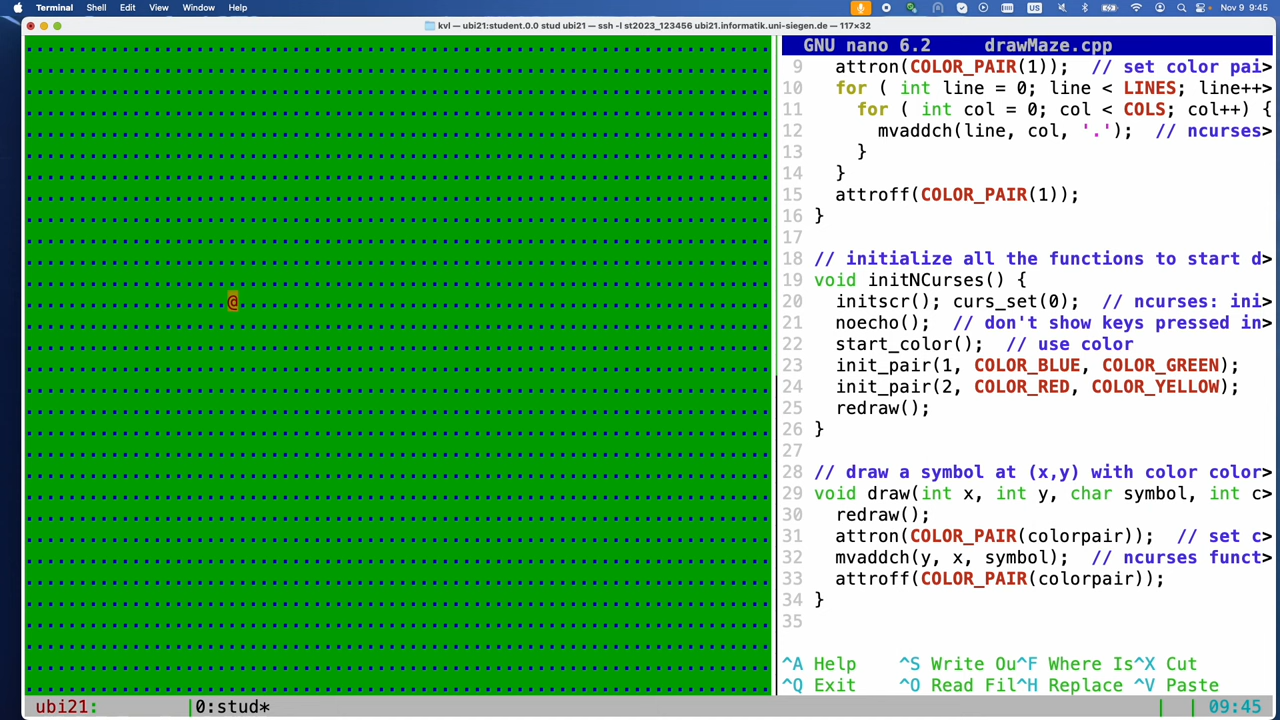 Terminal Shell Edit View Window Help
US
Nov 9 9:45
kvl — ubi21:student.0.0 stud ubi21 — ssh -l st2023_123456 ubi21.informatik.uni-siegen.de — 117×32
@
GNU nano 6.2 drawMaze.cpp
9 attron(COLOR_PAIR(1)); // set color pai>
10 for ( int line = 0; line < LINES; line++>
11 for ( int col = 0; col < COLS; col++) {
12 mvaddch(line, col, '.'); // ncurses>
13 }
14 }
15 attroff(COLOR_PAIR(1));
16 }
17
18 // initialize all the functions to start d>
19 void initNCurses() {
20 initscr(); curs_set(0); // ncurses: ini>
21 noecho(); // don't show keys pressed in>
22 start_color(); // use color
23 init_pair(1, COLOR_BLUE, COLOR_GREEN);
24 init_pair(2, COLOR_RED, COLOR_YELLOW);
25 redraw();
26 }
27
28 // draw a symbol at (x,y) with color color>
29 void draw(int x, int y, char symbol, int c>
30 redraw();
31 attron(COLOR_PAIR(colorpair)); // set c>
32 mvaddch(y, x, symbol); // ncurses funct>
33 attroff(COLOR_PAIR(colorpair));
34 }
35
^A Help ^S Write Ou^F Where Is^X Cut
^Q Exit ^O Read Fil^H Replace ^V Paste
ubi21: |0:stud* | | 09:45